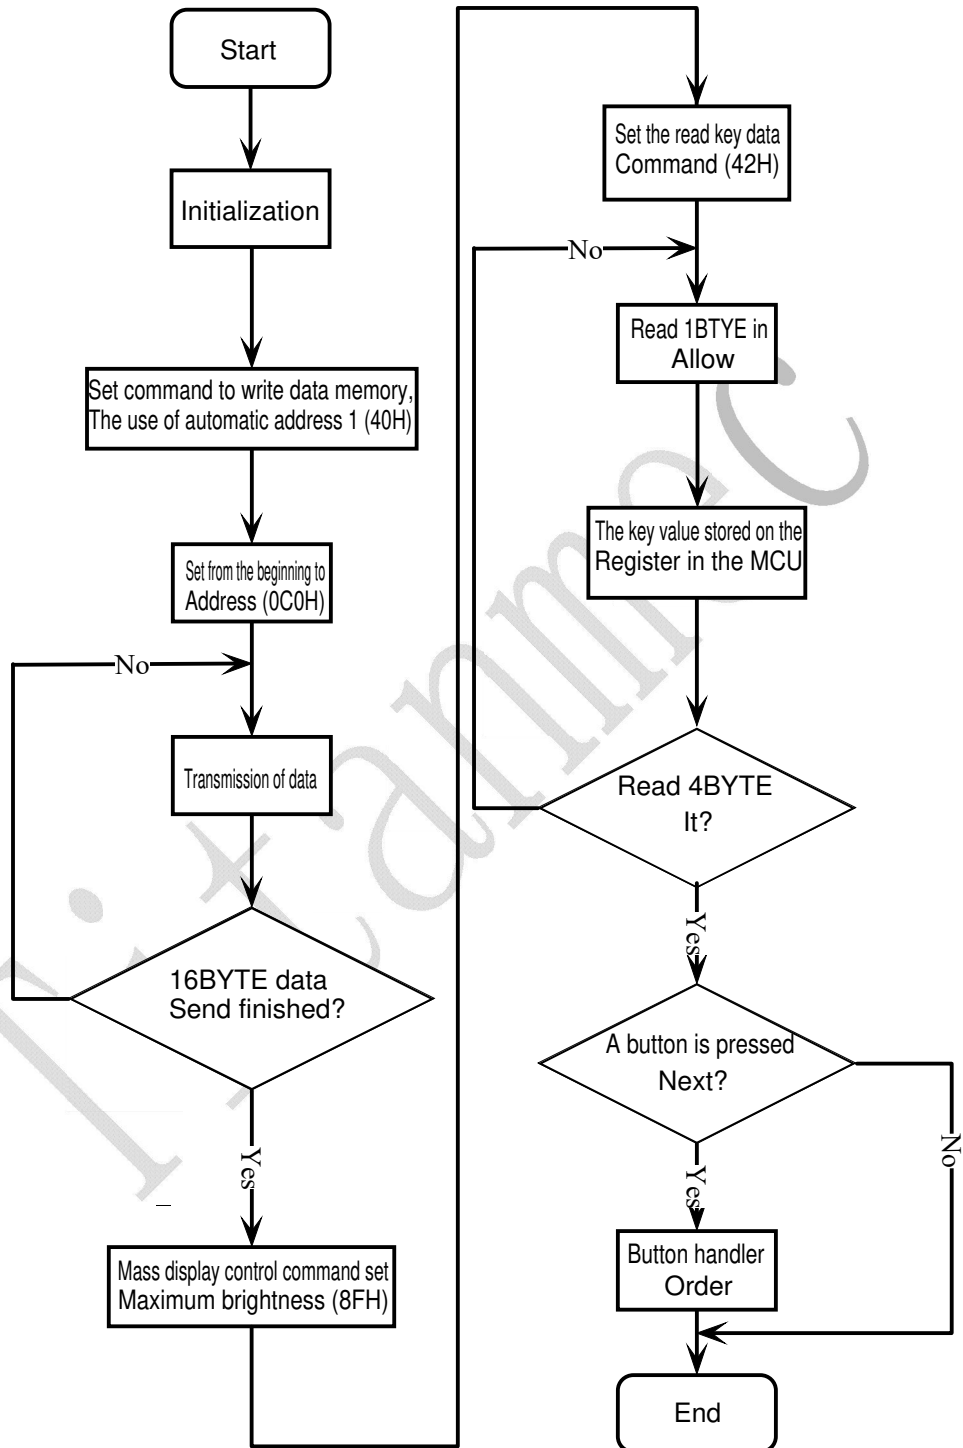 Start
Initialization
Set command to write data memory,
The use of automatic address 1 (40H)
Set from the beginning to
Address (0C0H)
No
Transmission of data
16BYTE data
Send finished?
Yes
Mass display control command set
Maximum brightness (8FH)
Set the read key data
Command (42H)
No
Read 1BTYE in
Allow
The key value stored on the
Register in the MCU
Read 4BYTE
It?
Yes
A button is pressed
Next?
No
Yes
Button handler
Order
End
Titanmec